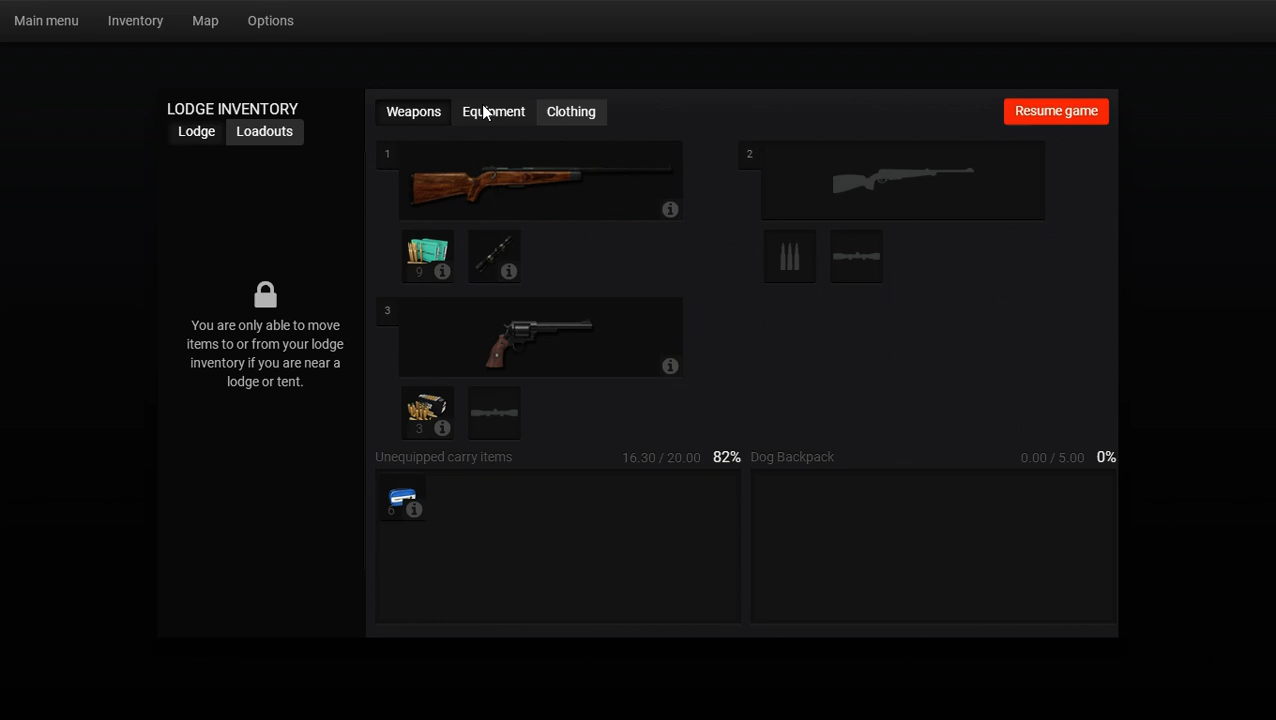 Main menu Inventory Map Options
LODGE INVENTORY
Lodge Loadouts
Weapons Equipment Clothing
Resume game
1
2
9
3
3
You are only able to move
items to or from your lodge
inventory if you are near a
lodge or tent.
Unequipped carry items 16.30 / 20.00 82%
Dog Backpack 0.00 / 5.00 0%
6